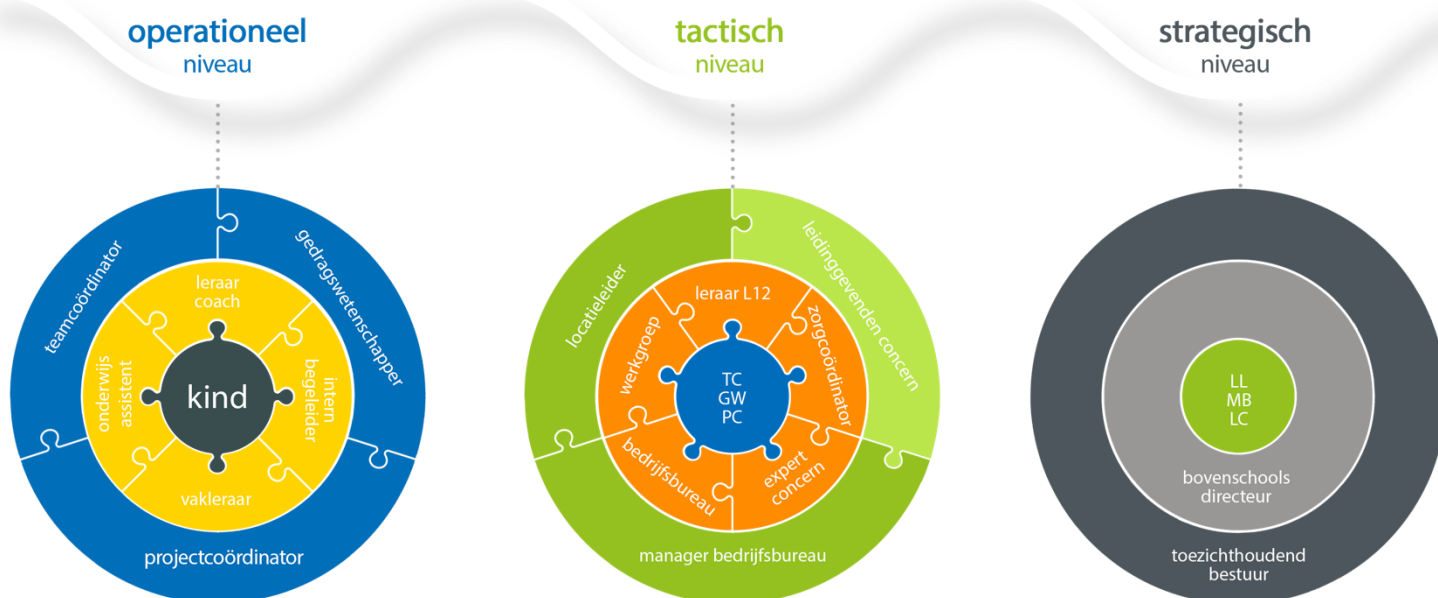 operationeel
niveau
tactisch
niveau
strategisch
niveau
teamcoördinator
gedragswetenschapper
leraar
coach
onderwijs
assistent
kind
intern
begeleider
vakleraar
projectcoördinator
locatieleider
leidinggevenden concern
leraar L12
werkgroep
zorgcoördinator
TC
GW
PC
bedrijfsbureau
expert
concern
manager bedrijfsbureau
LL
MB
LC
bovenschools
directeur
toezichthoudend
bestuur